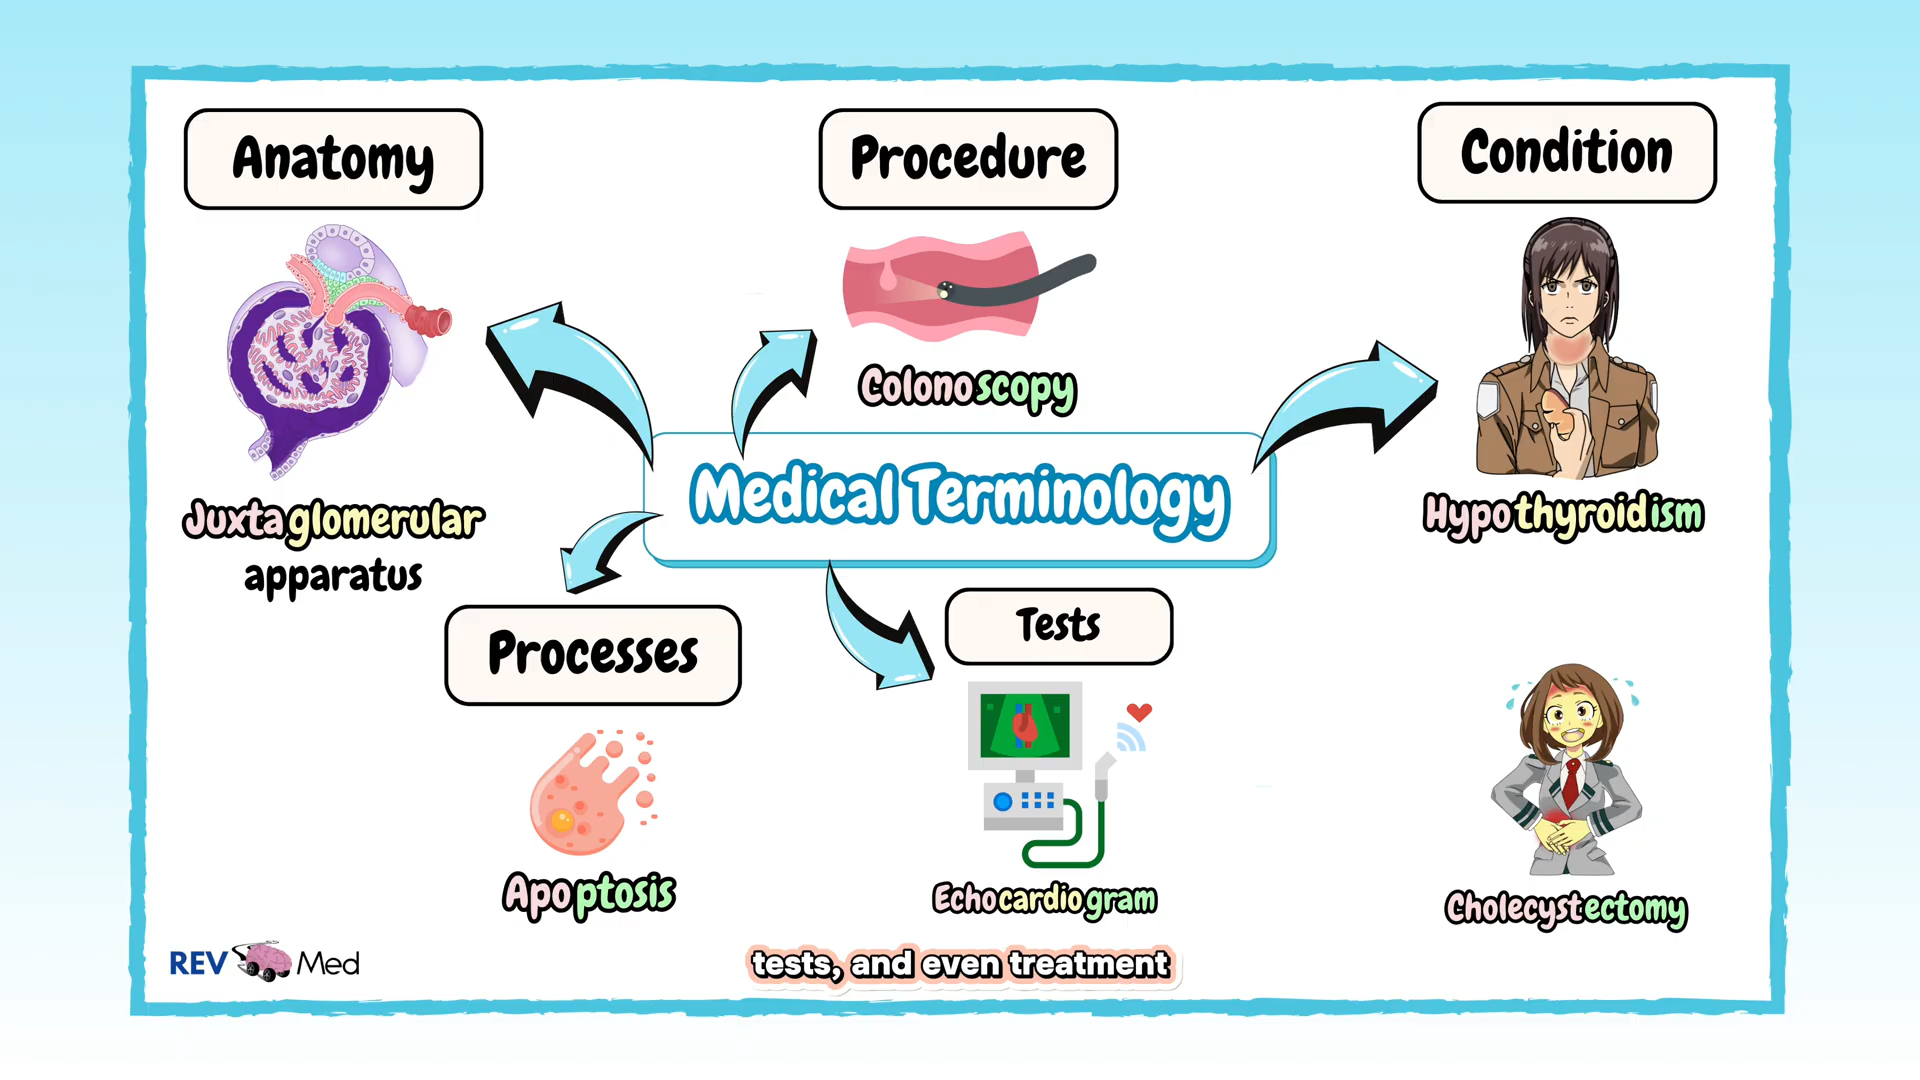 Anatomy
Procedure
Condition
Colonoscopy
Medical Terminology
Juxtaglomerular
apparatus
Hypothyroidism
Processes
Tests
Apoptosis
Echocardiogram
Cholecystectomy
REV Med
tests, and even treatment